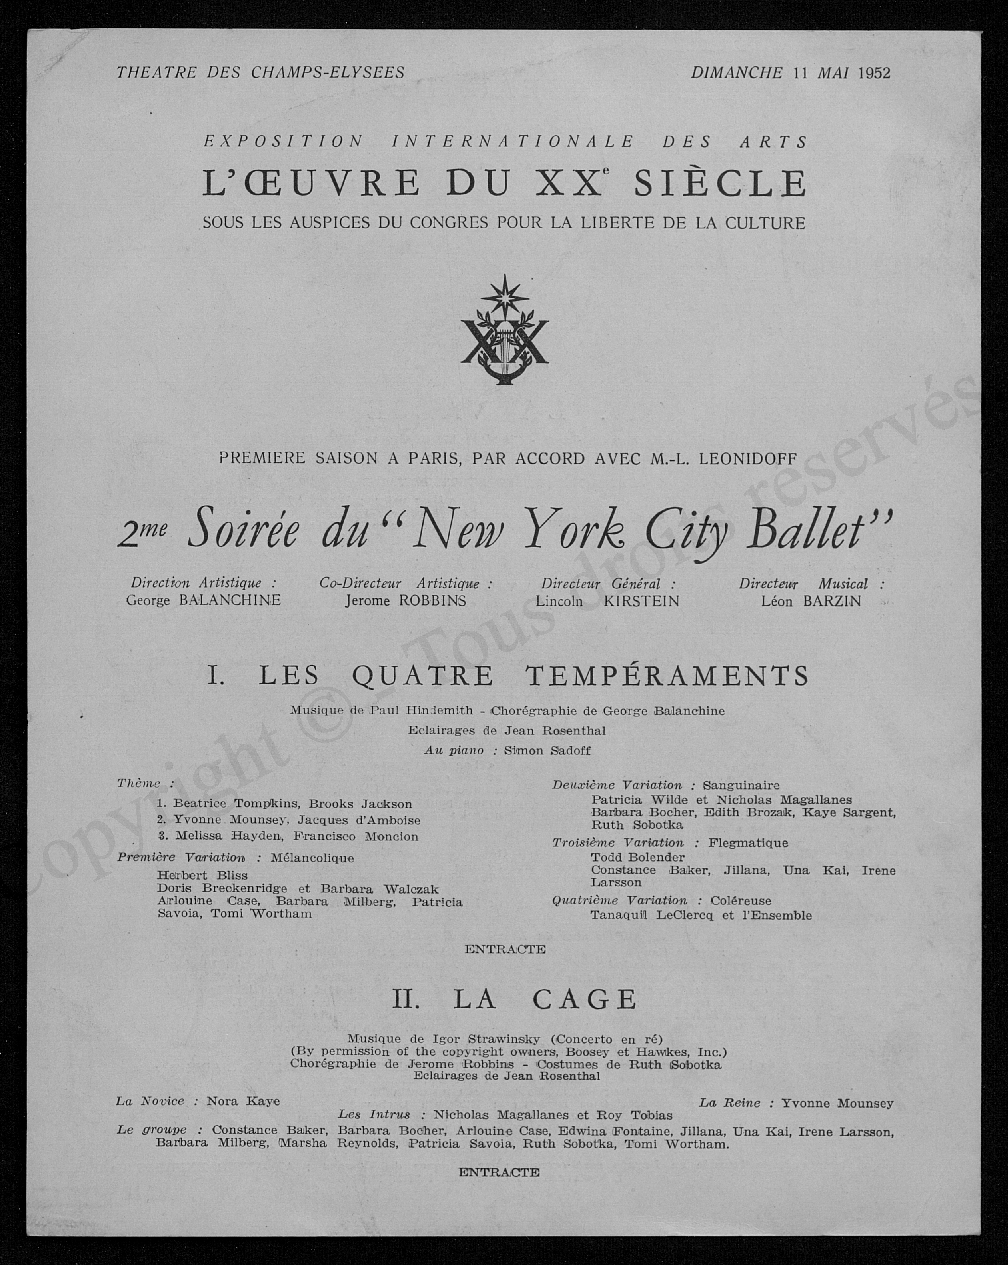 THEATRE DES CHAMPS-ELYSEES
DIMANCHE 11 MAI 1952
EXPOSITION INTERNATIONALE DES ARTS
L'ŒUVRE DU XXe SIÈCLE
SOUS LES AUSPICES DU CONGRES POUR LA LIBERTE DE LA CULTURE
XX
PREMIERE SAISON A PARIS, PAR ACCORD AVEC M.-L. LEONIDOFF
2me Soirée du "New York City Ballet"
Direction Artistique :
George BALANCHINE
Co-Directeur Artistique :
Jerome ROBBINS
Directeur Général :
Lincoln KIRSTEIN
Directeur Musical :
Léon BARZIN
I. LES QUATRE TEMPÉRAMENTS
Musique de Paul Hindemith - Chorégraphie de George Balanchine
Eclairages de Jean Rosenthal
Au piano : Simon Sadoff
Thème :
1. Beatrice Tompkins, Brooks Jackson
2. Yvonne Mounsey, Jacques d'Amboise
3. Melissa Hayden, Francisco Moncion
Première Variation : Mélancolique
Herbert Bliss
Doris Breckenridge et Barbara Walczak
Arlouine Case, Barbara Milberg, Patricia
Savoia, Tomi Wortham
Deuxième Variation : Sanguinaire
Patricia Wilde et Nicholas Magallanes
Barbara Bocher, Edith Brozak, Kaye Sargent,
Ruth Sobotka
Troisième Variation : Flegmatique
Todd Bolender
Constance Baker, Jillana, Una Kai, Irene
Larsson
Quatrième Variation : Coléreuse
Tanaquil LeClercq et l'Ensemble
ENTRACTE
II. LA CAGE
Musique de Igor Strawinsky (Concerto en ré)
(By permission of the copyright owners, Boosey et Hawkes, Inc.)
Chorégraphie de Jerome Robbins - Costumes de Ruth Sobotka
Eclairages de Jean Rosenthal
La Novice : Nora Kaye
La Reine : Yvonne Mounsey
Les Intrus : Nicholas Magallanes et Roy Tobias
Le groupe : Constance Baker, Barbara Bocher, Arlouine Case, Edwina Fontaine, Jillana, Una Kai, Irene Larsson,
Barbara Milberg, Marsha Reynolds, Patricia Savoia, Ruth Sobotka, Tomi Wortham.
ENTRACTE
Copyright © - Tous droits réservés